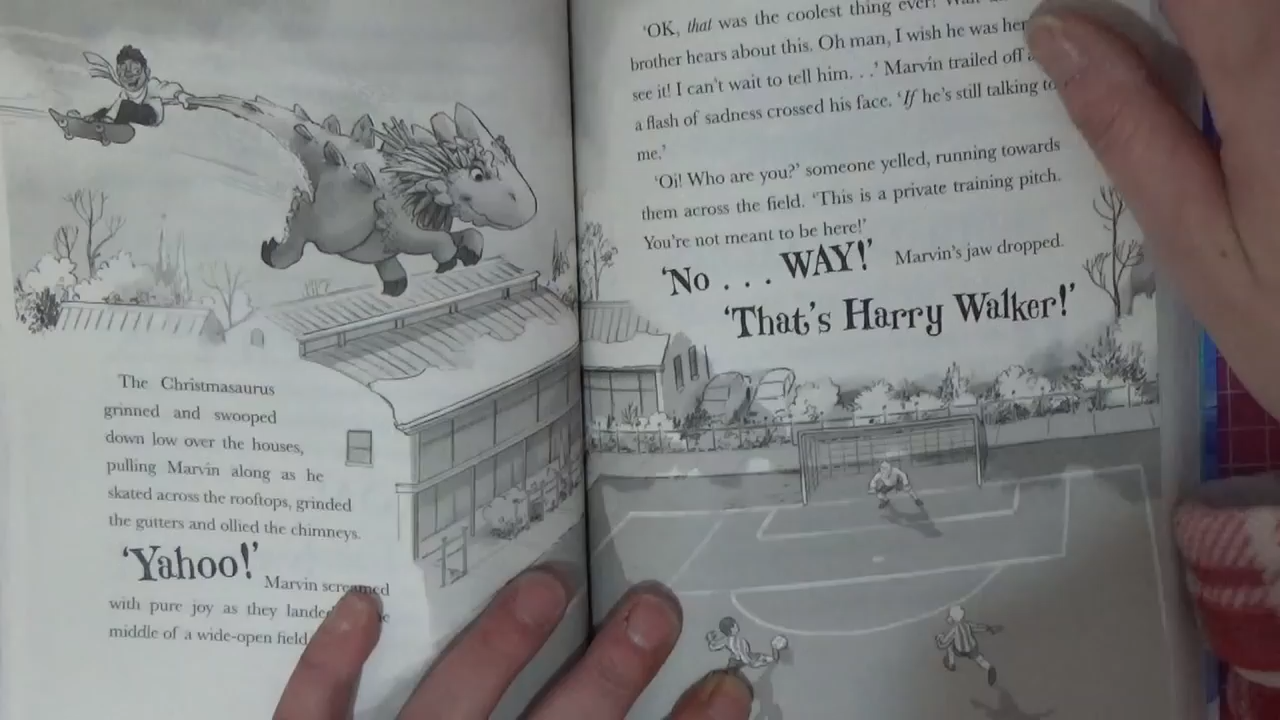 The Christmasaurus
grinned and swooped
down low over the houses,
pulling Marvin along as he
skated across the rooftops, grinded
the gutters and ollied the chimneys.
‘Yahoo!’ Marvin screamed
with pure joy as they landed
middle of a wide-open field
‘OK, that was the coolest thing ever!
brother hears about this. Oh man, I wish he was
see it! I can’t wait to tell him. . .’ Marvin trailed off
a flash of sadness crossed his face. ‘If he’s still talking to
me.’
‘Oi! Who are you?’ someone yelled, running towards
them across the field. ‘This is a private training pitch.
You’re not meant to be here!’
‘No . . . WAY!’ Marvin’s jaw dropped.
‘That’s Harry Walker!’